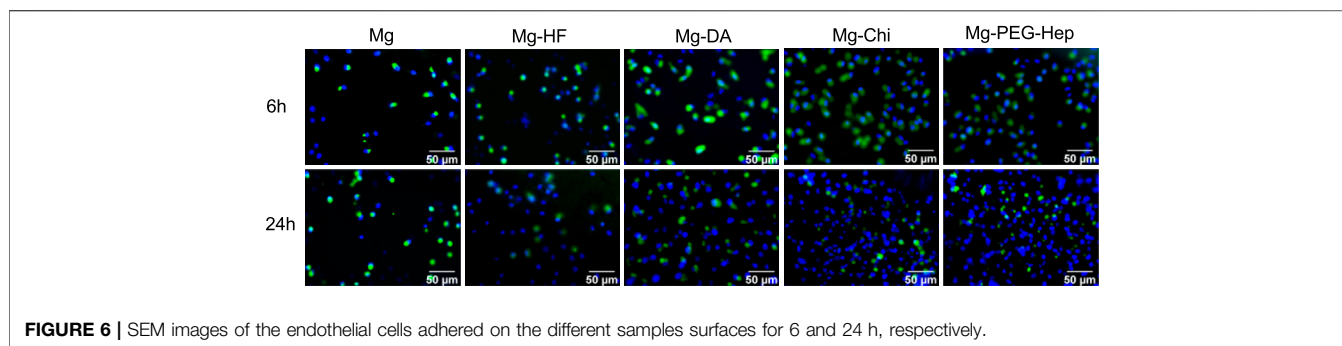 Mg Mg-HF Mg-DA Mg-Chi Mg-PEG-Hep
6h
50 µm 50 µm 50 µm 50 µm 50 µm
24h
50 µm 50 µm 50 µm 50 µm 50 µm
FIGURE 6 | SEM images of the endothelial cells adhered on the different samples surfaces for 6 and 24 h, respectively.